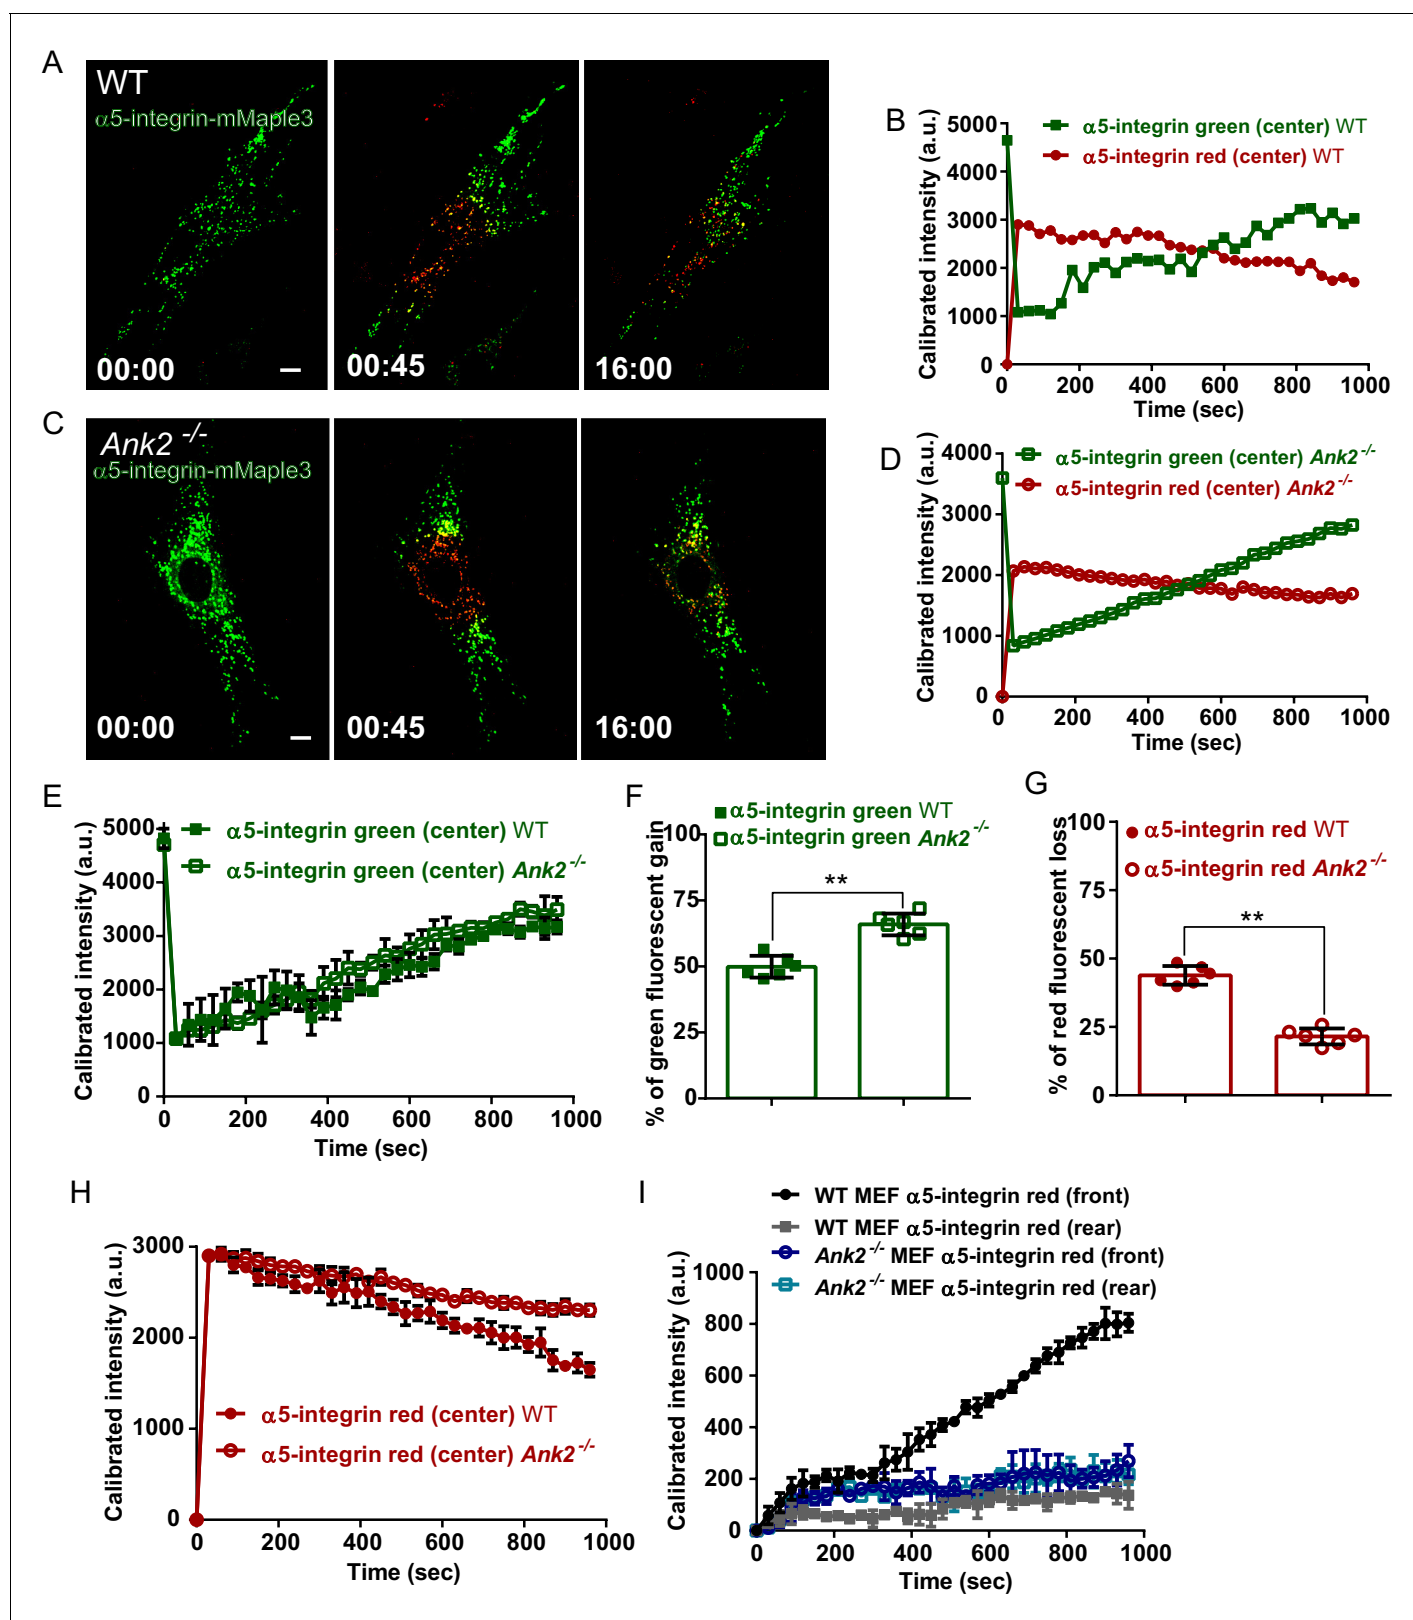 A
WT
α5-integrin-mMaple3
00:00
00:45
16:00
B
α5-integrin green (center) WT
α5-integrin red (center) WT
Calibrated intensity (a.u.)
5000
4000
3000
2000
1000
0
0 200 400 600 800 1000
Time (sec)
C
Ank2 -/-
α5-integrin-mMaple3
00:00
00:45
16:00
D
α5-integrin green (center) Ank2-/-
α5-integrin red (center) Ank2-/-
Calibrated intensity (a.u.)
4000
3000
2000
1000
0
0 200 400 600 800 1000
Time (sec)
E
α5-integrin green (center) WT
α5-integrin green (center) Ank2-/-
Calibrated intensity (a.u.)
5000
4000
3000
2000
1000
0
0 200 400 600 800 1000
Time (sec)
F
α5-integrin green WT
α5-integrin green Ank2-/-
% of green fluorescent gain
100
75
50
25
0
**
G
α5-integrin red WT
α5-integrin red Ank2-/-
% of red fluorescent loss
100
75
50
25
0
**
H
Calibrated intensity (a.u.)
3000
2000
1000
0
α5-integrin red (center) WT
α5-integrin red (center) Ank2-/-
0 200 400 600 800 1000
Time (sec)
I
WT MEF α5-integrin red (front)
WT MEF α5-integrin red (rear)
Ank2-/- MEF α5-integrin red (front)
Ank2-/- MEF α5-integrin red (rear)
Calibrated intensity (a.u.)
1000
800
600
400
200
0
0 200 400 600 800 1000
Time (sec)